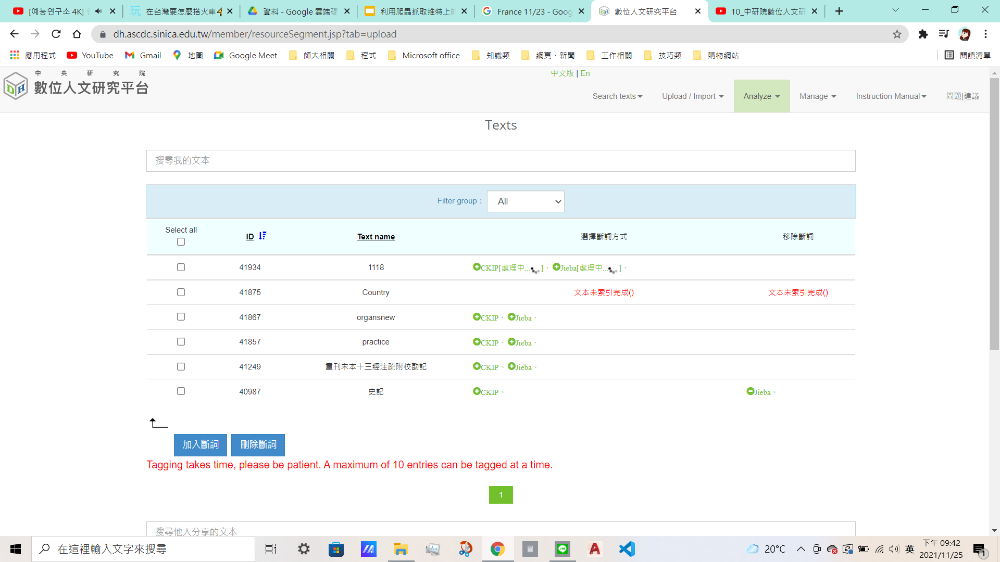 [예능연구소 4K]
在台灣要怎麼搭火車
資料 - Google 雲端硬
利用爬蟲抓取推特上的
France 11/23 - Goog
數位人文研究平台
10_中研院數位人文研
dh.ascdc.sinica.edu.tw/member/resourceSegment.jsp?tab=upload
應用程式 YouTube Gmail 地圖 Google Meet 師大相關 程式 Microsoft office 知識類 網頁、新聞 工作相關 技巧類 購物網站 閱讀清單
中央研究院
數位人文研究平台
中文版 | En
Search texts Upload / Import Analyze Manage Instruction Manual 問題|建議
Texts
搜尋我的文本
Filter group : All
Select all ID Text name 選擇斷詞方式 移除斷詞
41934 1118 CKIP[處理中...]、 Jieba[處理中...]、
41875 Country 文本未索引完成() 文本未索引完成()
41867 organsnew CKIP、 Jieba、
41857 practice CKIP、 Jieba、
41249 重刊宋本十三經注疏附校勘記 CKIP、 Jieba、
40987 史記 CKIP、 Jieba、
加入斷詞 刪除斷詞
Tagging takes time, please be patient. A maximum of 10 entries can be tagged at a time.
1
搜尋他人分享的文本
在這裡輸入文字來搜尋
20°C
英
下午 09:42
2021/11/25
1